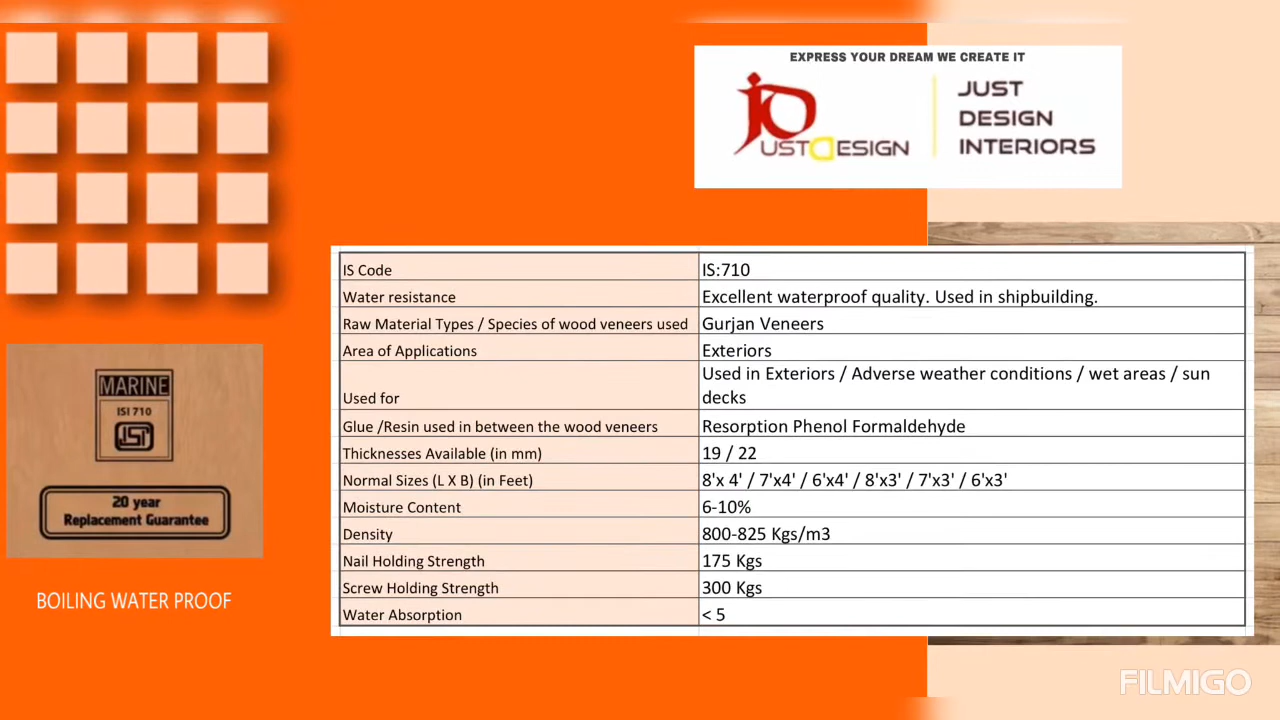 EXPRESS YOUR DREAM WE CREATE IT
JUST DESIGN
JUST
DESIGN
INTERIORS
IS Code IS:710
Water resistance Excellent waterproof quality. Used in shipbuilding.
Raw Material Types / Species of wood veneers used Gurjan Veneers
Area of Applications Exteriors
Used for Used in Exteriors / Adverse weather conditions / wet areas / sun
decks
Glue /Resin used in between the wood veneers Resorption Phenol Formaldehyde
Thicknesses Available (in mm) 19 / 22
Normal Sizes (L X B) (in Feet) 8'x 4' / 7'x4' / 6'x4' / 8'x3' / 7'x3' / 6'x3'
Moisture Content 6-10%
Density 800-825 Kgs/m3
Nail Holding Strength 175 Kgs
Screw Holding Strength 300 Kgs
Water Absorption < 5
MARINE
ISI 710
ISI
20 year
Replacement Guarantee
BOILING WATER PROOF
FILMIGO